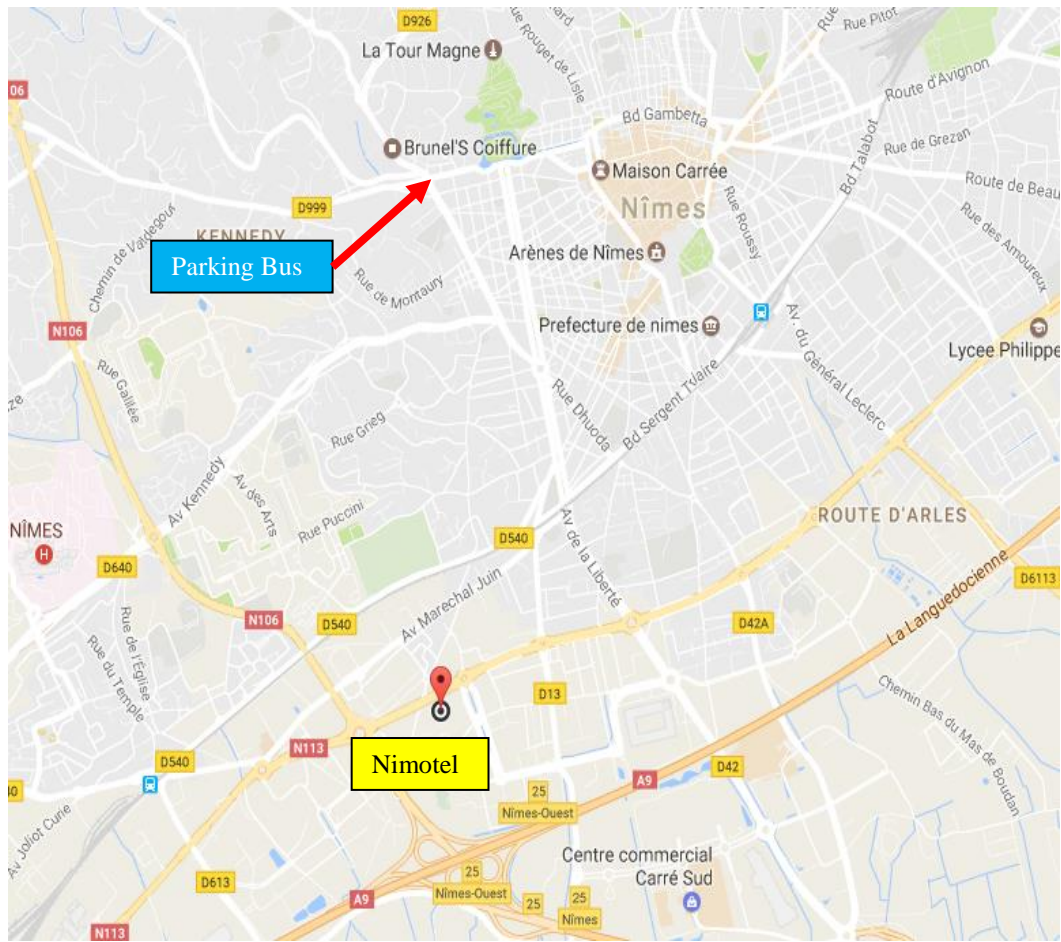 D926
La Tour Magne
Rue Rouget de Lisle
Rue Pitot
06
Route d'Avignon
Bd Gambetta
Bd Talabot
Rue de Grezan
Brunel'S Coiffure
Maison Carrée
Route de Beau
D999
Nîmes
Rue Roussy
Rue des Amoureux
KENNEDY
Chemin de Valdegour
Parking Bus
Arènes de Nîmes
Rue de Montaury
N106
Prefecture de nimes
Av. du Général Leclerc
Lycee Philippe
Rue Galilée
ze
Rue Dhuoda
Bd Sergent Triaire
Rue Grieg
Av Kennedy
Av des Arts
Rue Puccini
NÎMES
H
ROUTE D'ARLES
D540
Av de la Liberté
La Languedocienne
D640
D6113
Av Marechal Juin
N106
D540
D42A
Rue de l'Église
Rue du Temple
D13
Chemin Bas du Mas de Boudan
N113
D540
Nimotel
A9
D42
40
25
Nîmes-Ouest
Av Joliot Curie
Centre commercial
Carré Sud
D613
25
Nîmes-Ouest
A9
25
25
Nîmes
N113